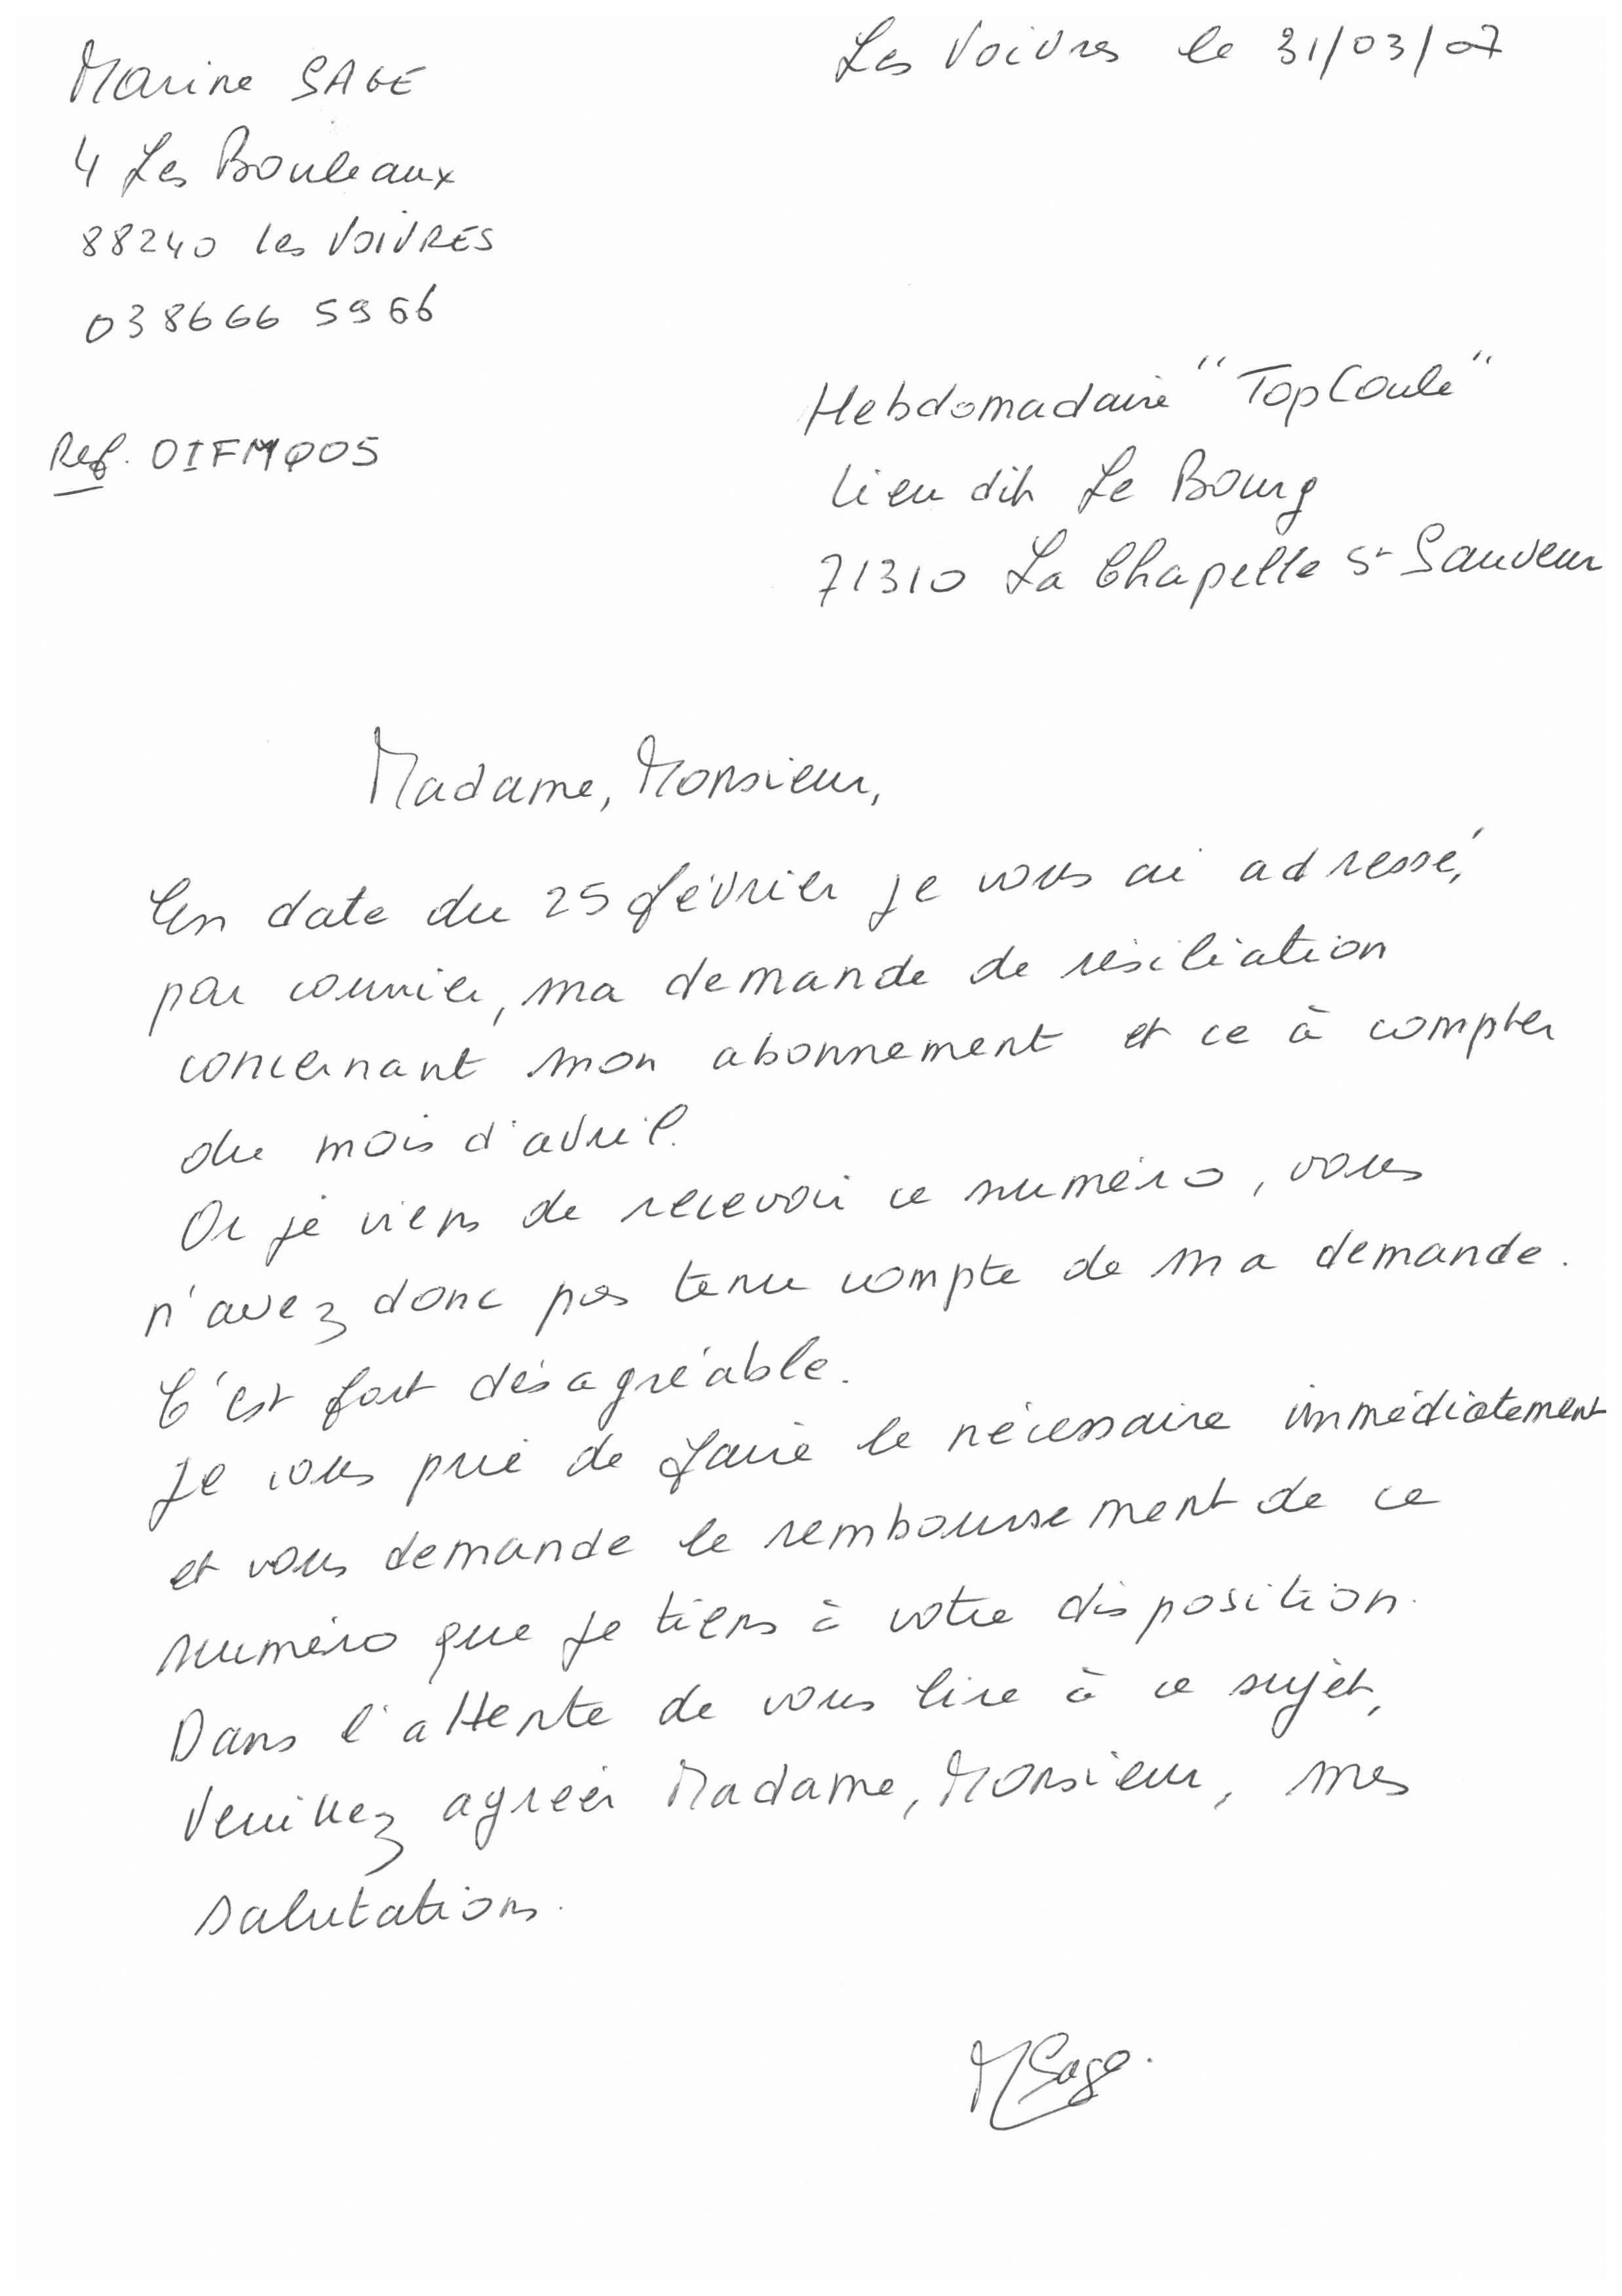 Marine SAGE
Les Voivres le 31/03/07
4 Les Bouleaux
88240 les VOIVRES
038666 5966
Hebdomadaire "TopCoule"
Ref. OIFMQ05
lieu dit Le Bourg
71310 La Chapelle St Sauveur
Madame, Monsieur,
En date du 25 février je vous ai adressé,
par courrier, ma demande de résiliation
concernant mon abonnement et ce à compter
du mois d'avril.
Or je viens de recevoir ce numéro, vous
n'avez donc pas tenu compte de ma demande.
C'est fort désagréable.
Je vous prie de faire le nécessaire immédiatement
et vous demande le remboursement de ce
numéro que je tiens à votre disposition.
Dans l'attente de vous lire à ce sujet,
Veuillez agréer Madame, Monsieur, mes
salutations.
MSage.